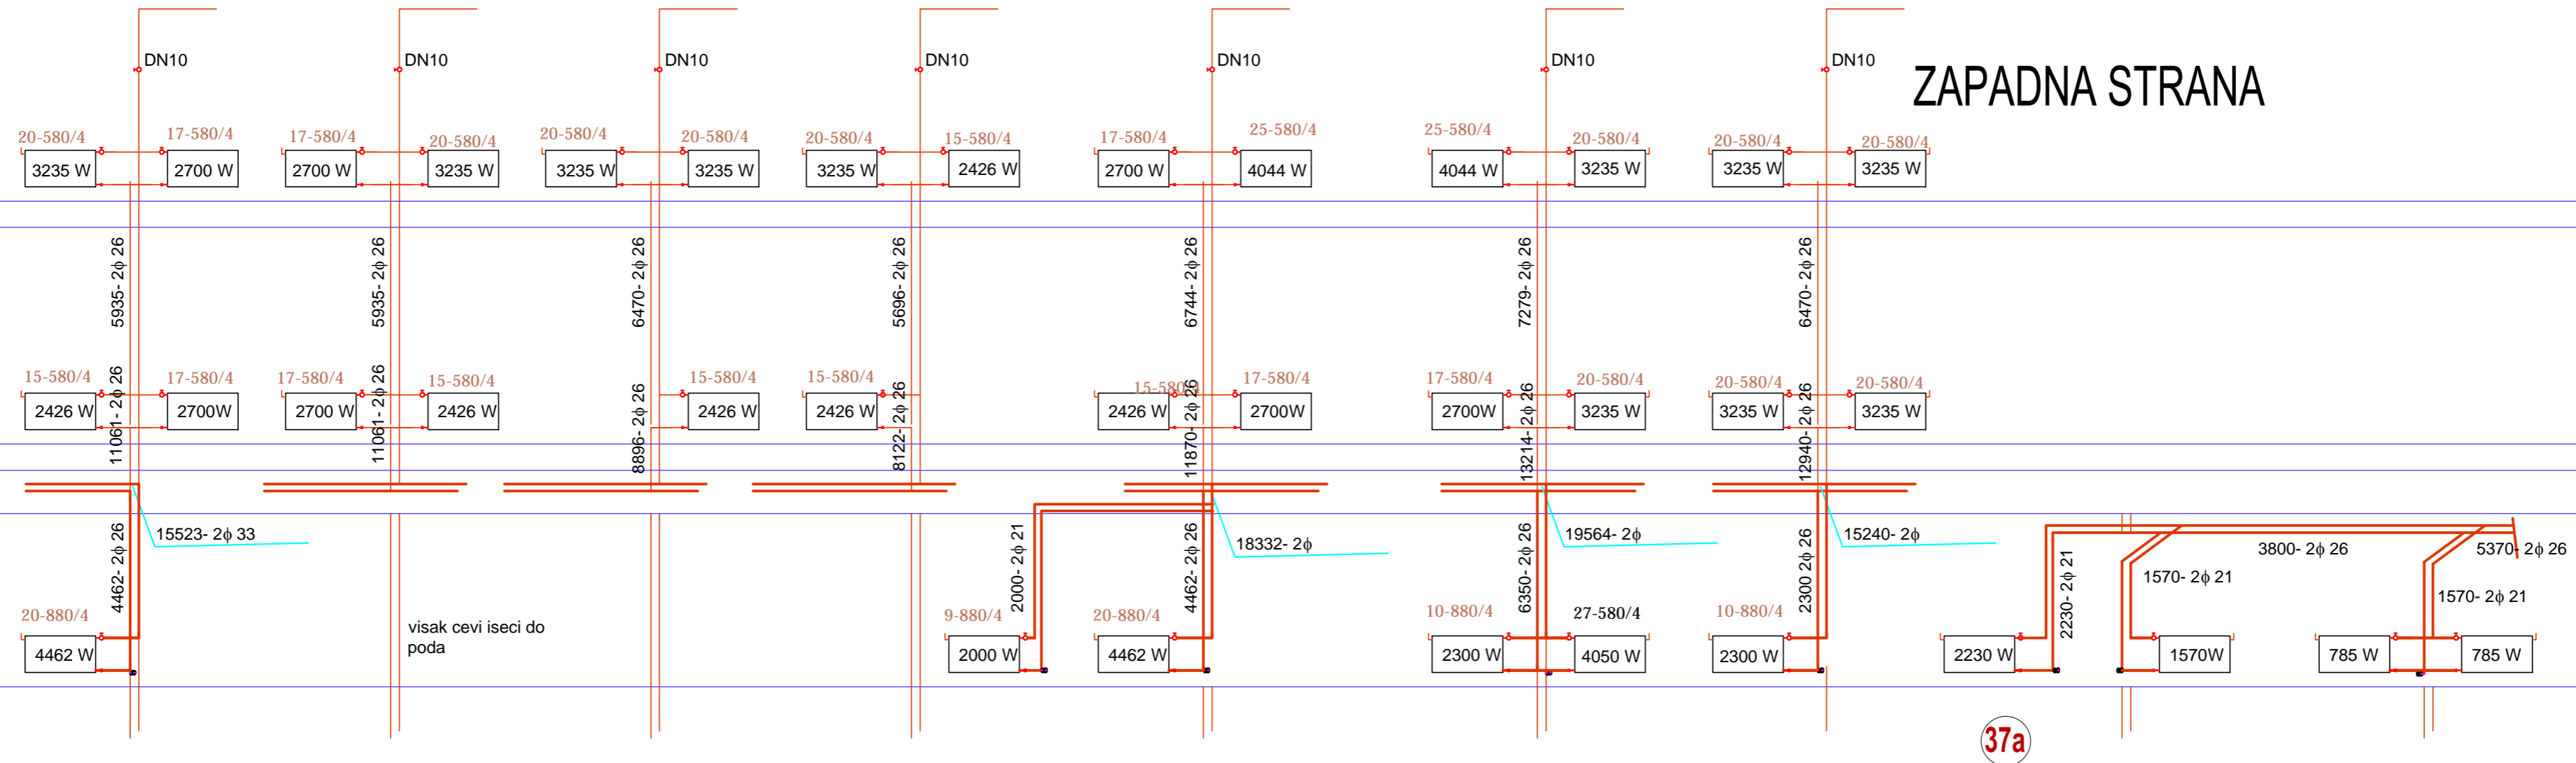 DN10 DN10 DN10 DN10 DN10 DN10 DN10
ZAPADNA STRANA
20-580/4 17-580/4 17-580/4 20-580/4 20-580/4 20-580/4 20-580/4 15-580/4 17-580/4 25-580/4 25-580/4 20-580/4 20-580/4 20-580/4
3235 W 2700 W 2700 W 3235 W 3235 W 3235 W 3235 W 2426 W 2700 W 4044 W 4044 W 3235 W 3235 W 3235 W
5935- 2ϕ 26 5935- 2ϕ 26 6470- 2ϕ 26 5696- 2ϕ 26 6744- 2ϕ 26 7279- 2ϕ 26 6470- 2ϕ 26
15-580/4 17-580/4 17-580/4 15-580/4 15-580/4 15-580/4 15-580/4 17-580/4 17-580/4 20-580/4 20-580/4 20-580/4
2426 W 2700W 2700 W 2426 W 2426 W 2426 W 2426 W 2700W 2700W 3235 W 3235 W 3235 W
11061- 2ϕ 26 11061- 2ϕ 26 8896- 2ϕ 26 8122- 2ϕ 26 11870- 2ϕ 26 13214- 2ϕ 26 12940- 2ϕ 26
15523- 2ϕ 33 18332- 2ϕ 19564- 2ϕ 15240- 2ϕ
4462- 2ϕ 26 2000- 2ϕ 21 4462- 2ϕ 26 6350- 2ϕ 26 2300 2ϕ 26 2230- 2ϕ 21
3800- 2ϕ 26 5370- 2ϕ 26
1570- 2ϕ 21 1570- 2ϕ 21
20-880/4 9-880/4 20-880/4 10-880/4 27-580/4 10-880/4
visak cevi iseci do
poda
4462 W 2000 W 4462 W 2300 W 4050 W 2300 W 2230 W 1570W 785 W 785 W
37a